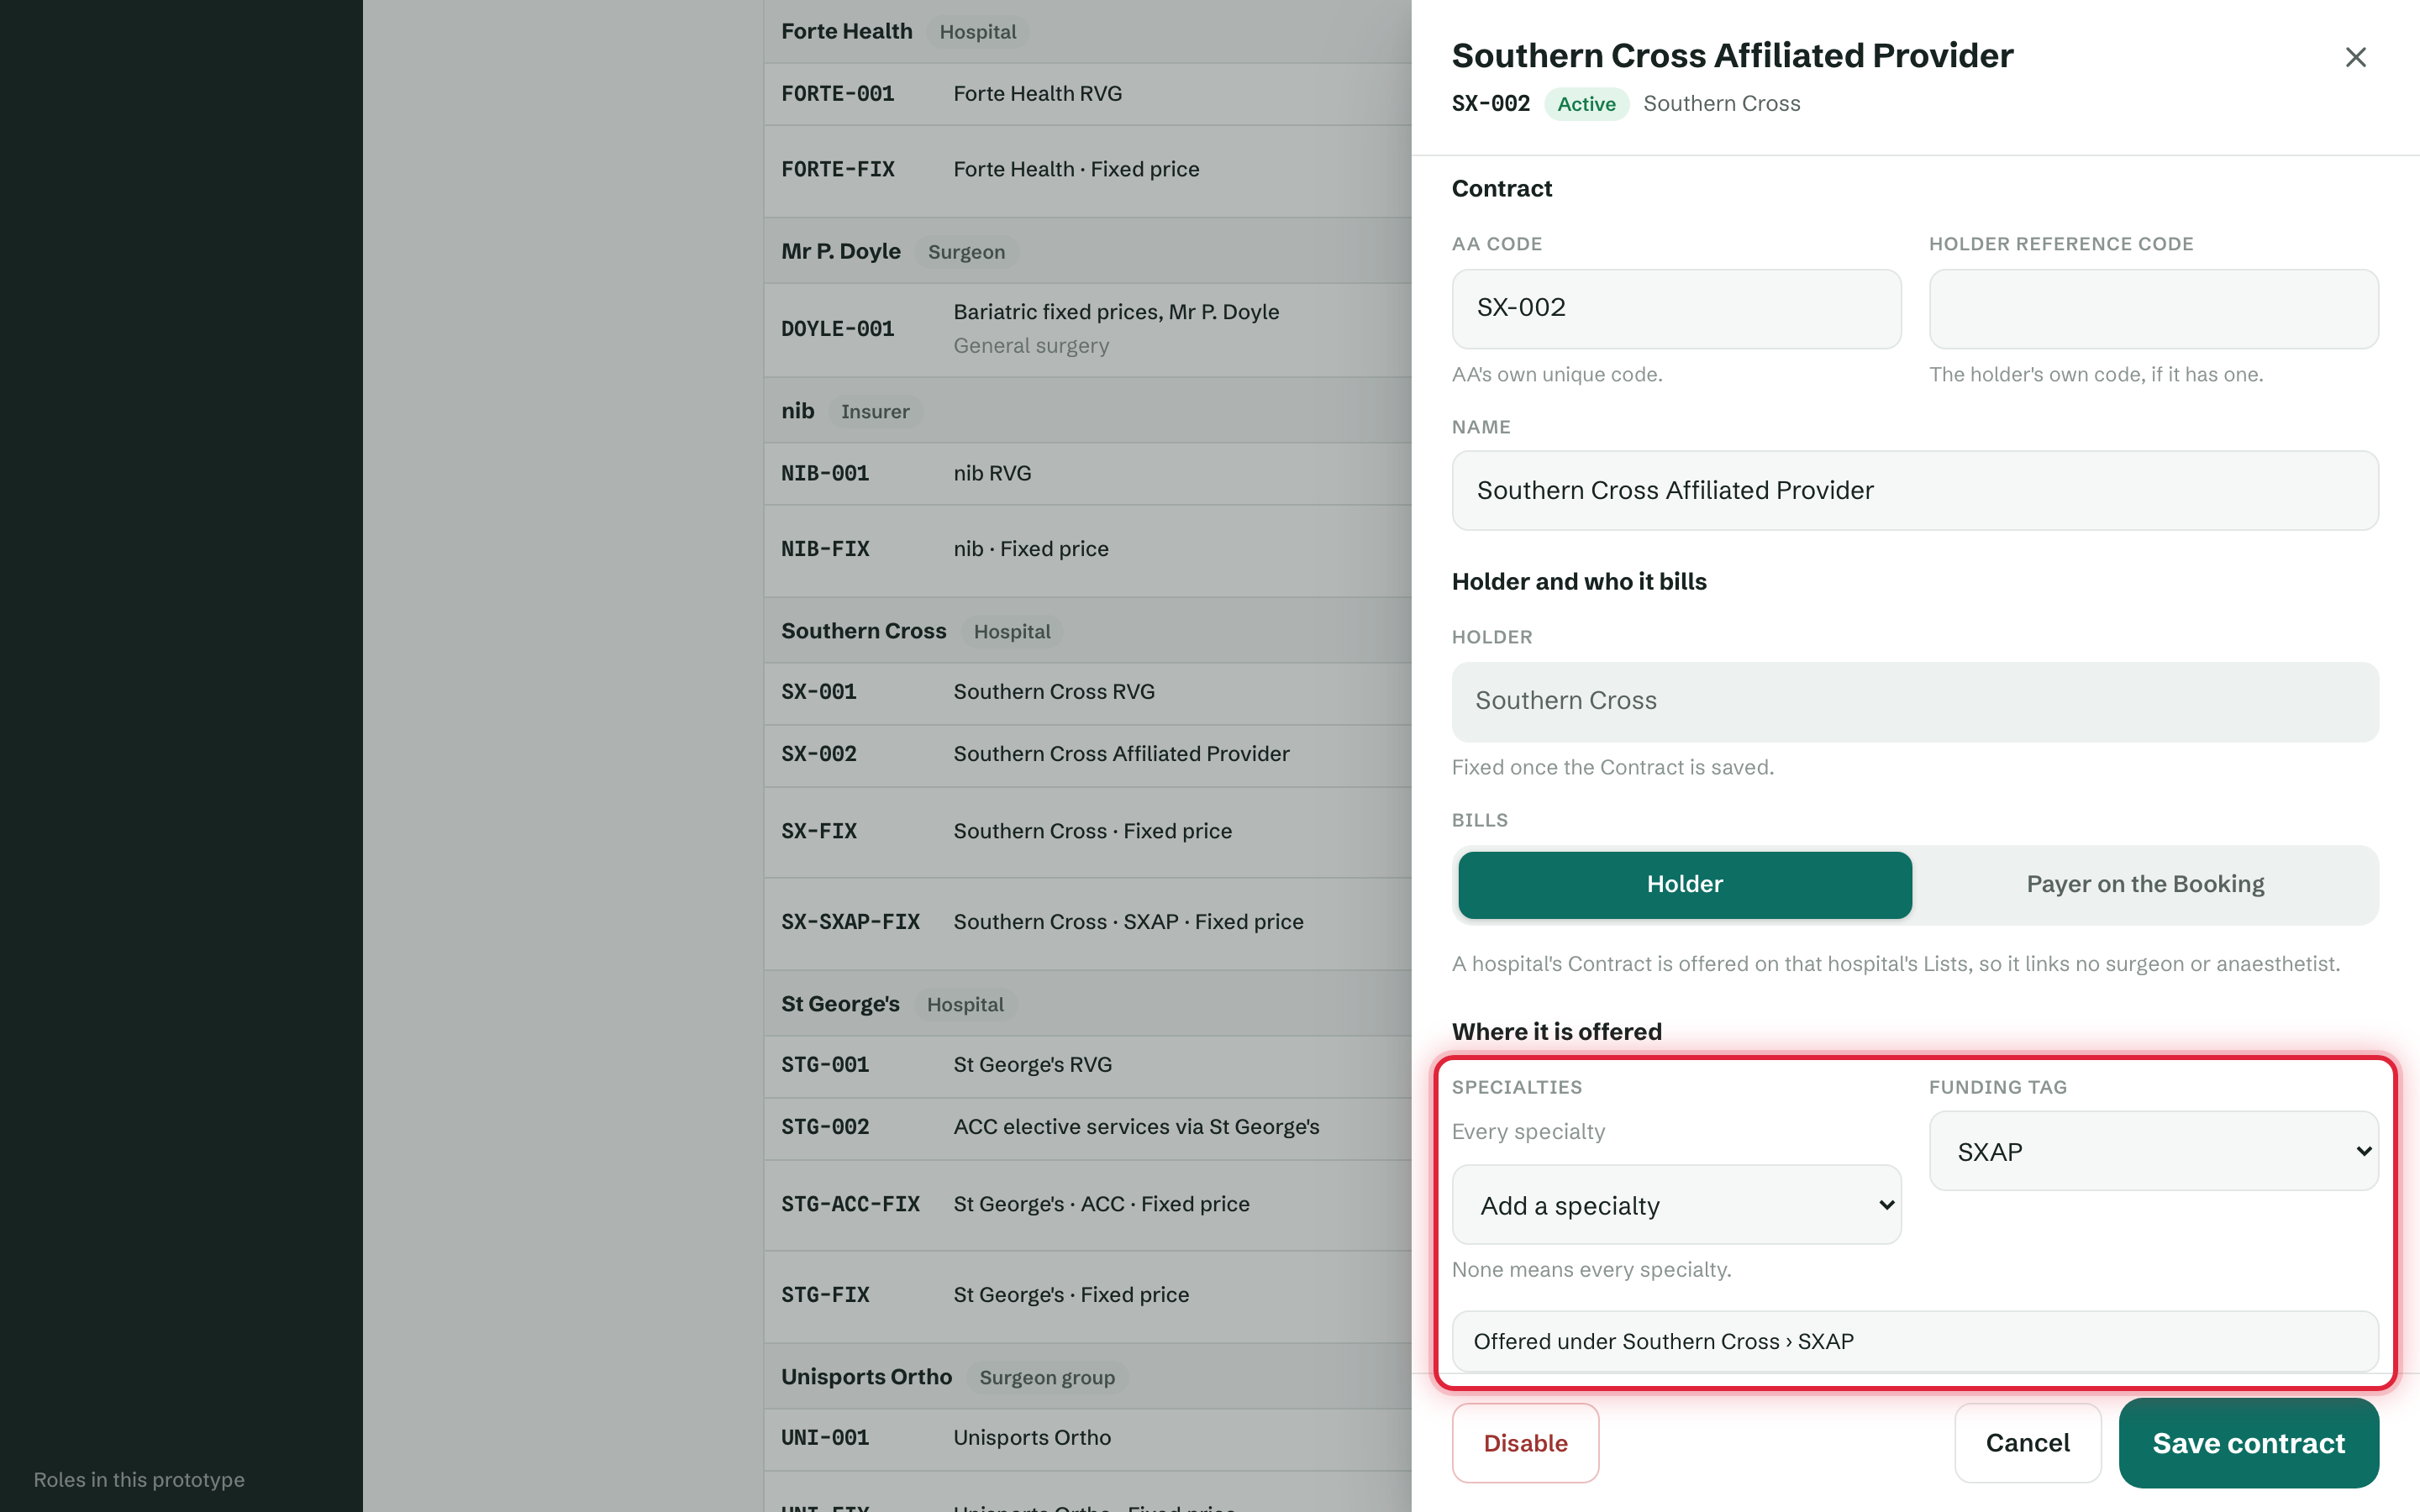 Forte Health Hospital
FORTE-001 Forte Health RVG
FORTE-FIX Forte Health · Fixed price
Mr P. Doyle Surgeon
DOYLE-001 Bariatric fixed prices, Mr P. Doyle
General surgery
nib Insurer
NIB-001 nib RVG
NIB-FIX nib · Fixed price
Southern Cross Hospital
SX-001 Southern Cross RVG
SX-002 Southern Cross Affiliated Provider
SX-FIX Southern Cross · Fixed price
SX-SXAP-FIX Southern Cross · SXAP · Fixed price
St George's Hospital
STG-001 St George's RVG
STG-002 ACC elective services via St George's
STG-ACC-FIX St George's · ACC · Fixed price
STG-FIX St George's · Fixed price
Unisports Ortho Surgeon group
UNI-001 Unisports Ortho
UNI-FIX Unisports Ortho · Fixed price
Roles in this prototype
Southern Cross Affiliated Provider
SX-002 Active Southern Cross
Contract
AA CODE HOLDER REFERENCE CODE
SX-002
AA's own unique code. The holder's own code, if it has one.
NAME
Southern Cross Affiliated Provider
Holder and who it bills
HOLDER
Southern Cross
Fixed once the Contract is saved.
BILLS
Holder Payer on the Booking
A hospital's Contract is offered on that hospital's Lists, so it links no surgeon or anaesthetist.
Where it is offered
SPECIALTIES FUNDING TAG
Every specialty
SXAP
Add a specialty
None means every specialty.
Offered under Southern Cross › SXAP
Disable Cancel Save contract